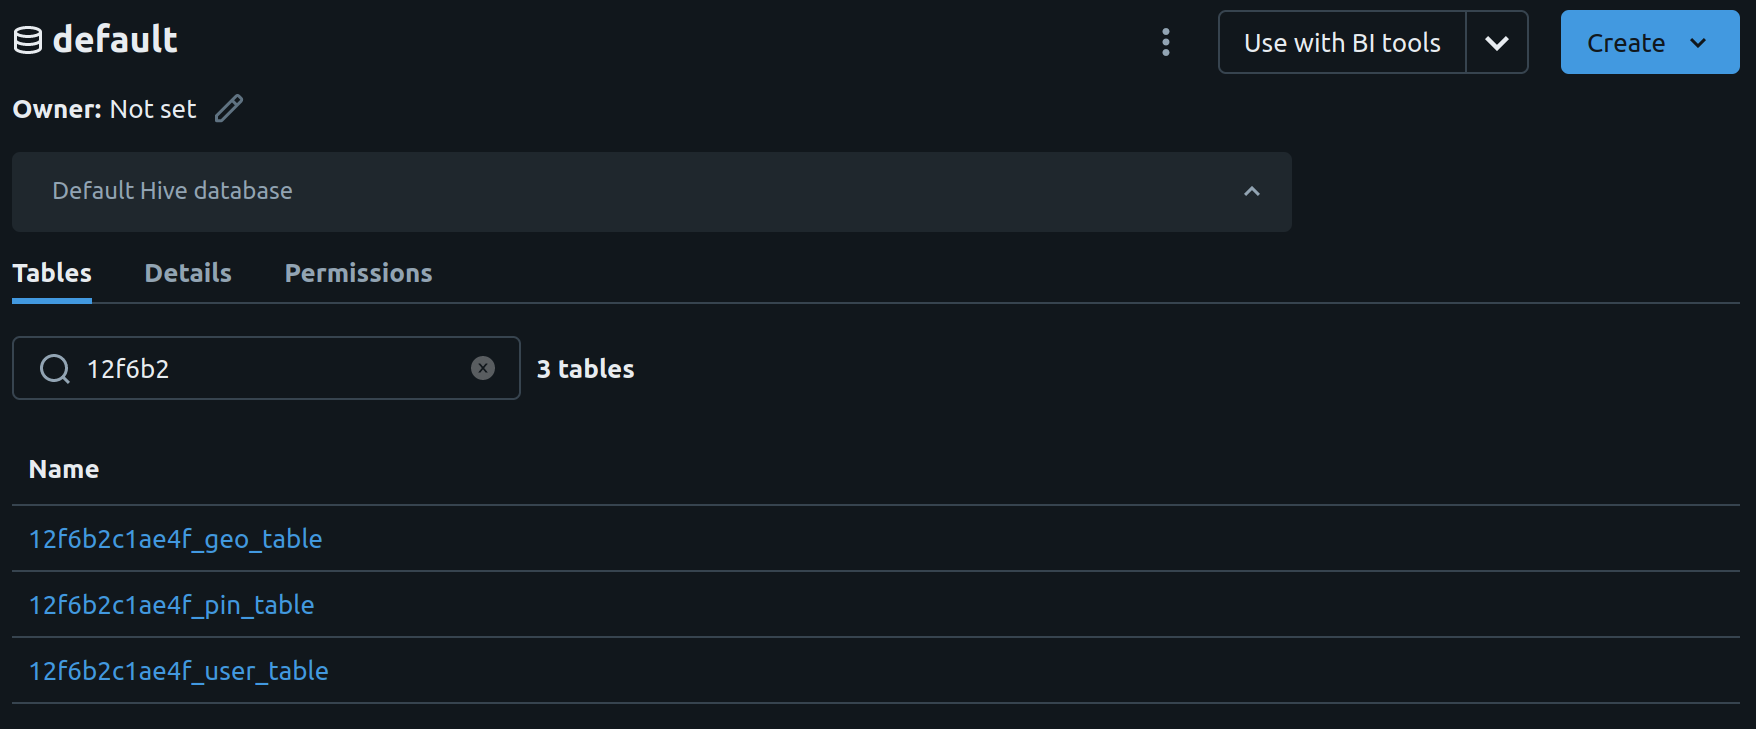 default
Use with BI tools
Create
Owner: Not set
Default Hive database
Tables
Details
Permissions
12f6b2
3 tables
Name
12f6b2c1ae4f_geo_table
12f6b2c1ae4f_pin_table
12f6b2c1ae4f_user_table